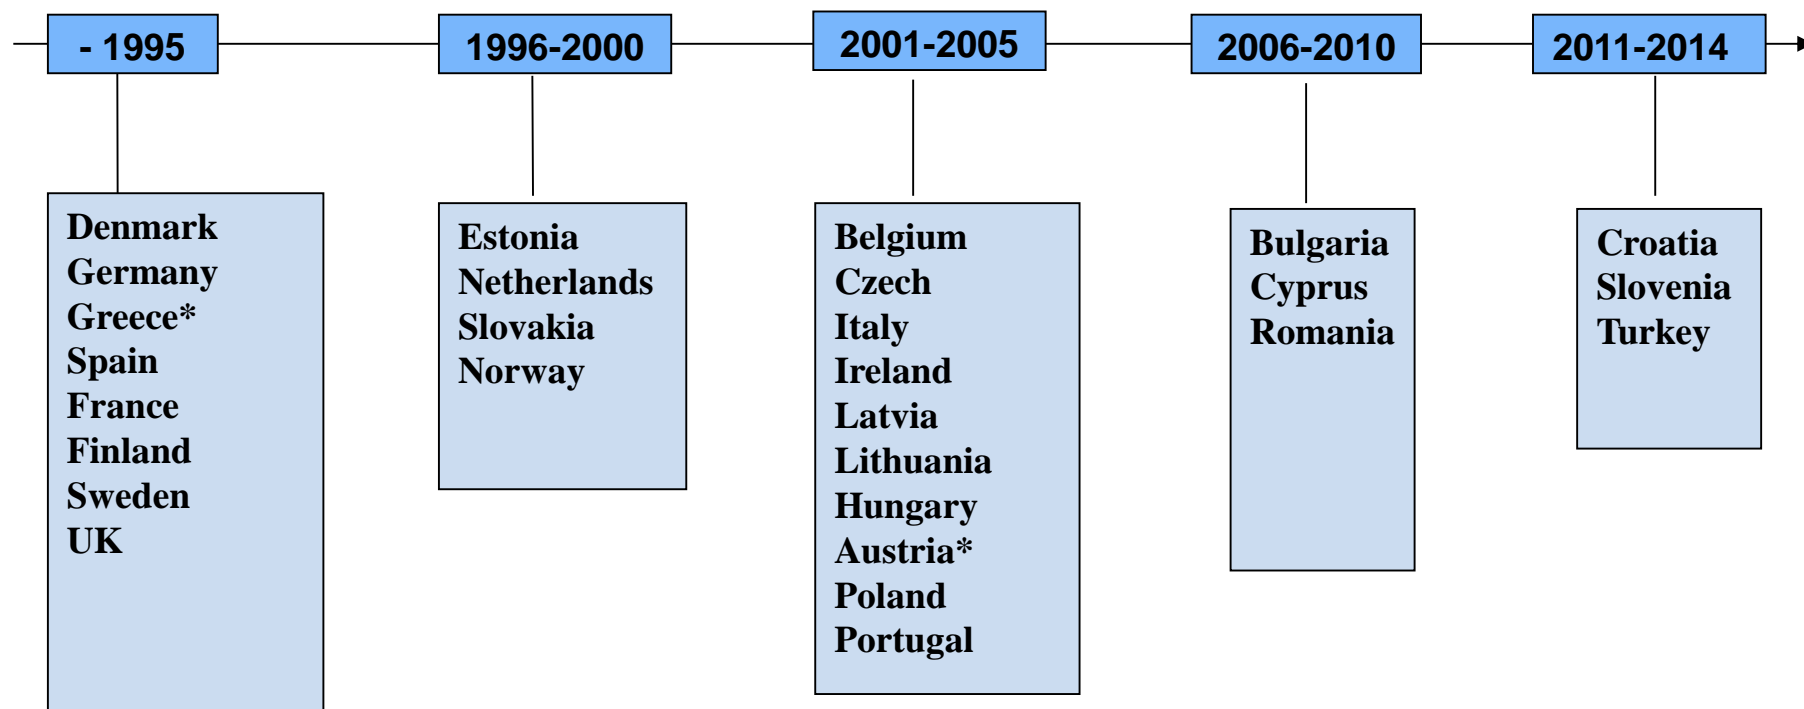 - 1995
1996-2000
2001-2005
2006-2010
2011-2014
Denmark
Germany
Greece*
Spain
France
Finland
Sweden
UK
Estonia
Netherlands
Slovakia
Norway
Belgium
Czech
Italy
Ireland
Latvia
Lithuania
Hungary
Austria*
Poland
Portugal
Bulgaria
Cyprus
Romania
Croatia
Slovenia
Turkey